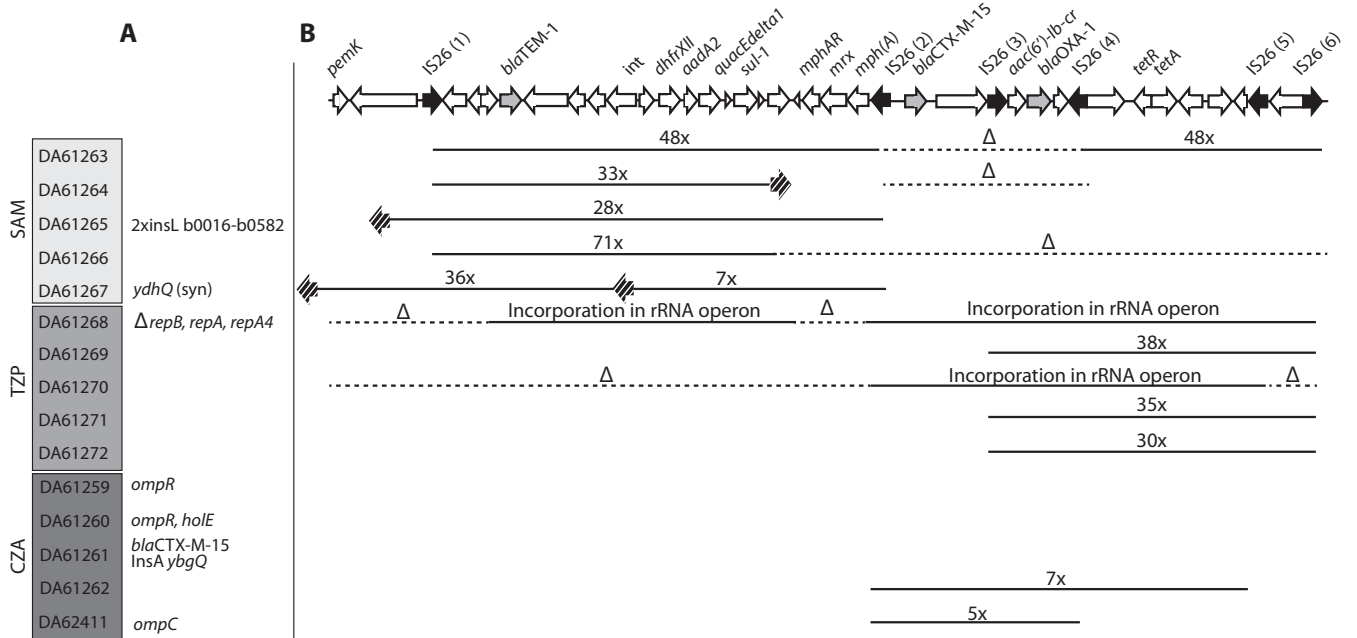 A
B
pemK
IS26 (1)
blaTEM-1
int
dhfrXII
aadA2
quacEdelta1
sul-1
mphAR
mrx
mph(A)
IS26 (2)
blaCTX-M-15
IS26 (3)
aac(6')-Ib-cr
blaOXA-1
IS26 (4)
tetR
tetA
IS26 (5)
IS26 (6)
SAM
DA61263
48x
Δ
48x
DA61264
33x
Δ
DA61265
2xinsL b0016-b0582
28x
DA61266
71x
Δ
DA61267
ydhQ (syn)
36x
7x
TZP
DA61268
ΔrepB, repA, repA4
Δ
Incorporation in rRNA operon
Δ
Incorporation in rRNA operon
DA61269
38x
DA61270
Δ
Incorporation in rRNA operon
Δ
DA61271
35x
DA61272
30x
CZA
DA61259
ompR
DA61260
ompR, holE
DA61261
blaCTX-M-15
InsA ybgQ
DA61262
7x
DA62411
ompC
5x